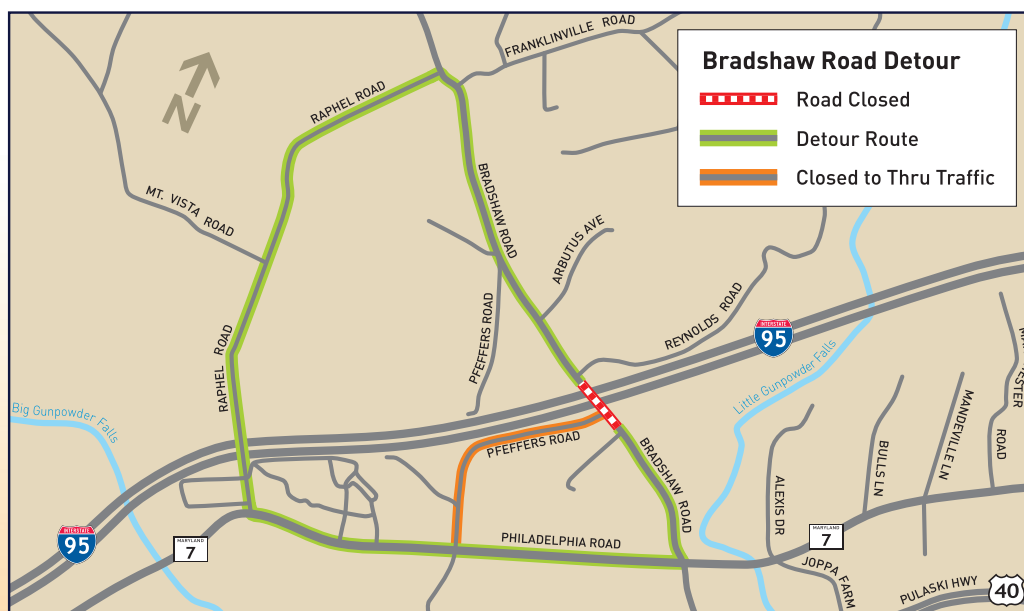 FRANKLINVILLE ROAD
Bradshaw Road Detour
Road Closed
Detour Route
Closed to Thru Traffic
N
RAPHEL ROAD
MT. VISTA ROAD
BRADSHAW ROAD
ARBUTUS AVE
PFEFFERS ROAD
REYNOLDS ROAD
INTERSTATE
95
RAPHEL ROAD
Little Gunpowder Falls
Big Gunpowder Falls
PFEFFERS ROAD
BRADSHAW ROAD
ALEXIS DR
BULLS LN
MANDEVILLE LN
ROAD
INTERSTATE
95
MARYLAND
7
PHILADELPHIA ROAD
MARYLAND
7
JOPPA FARM
PULASKI HWY
40